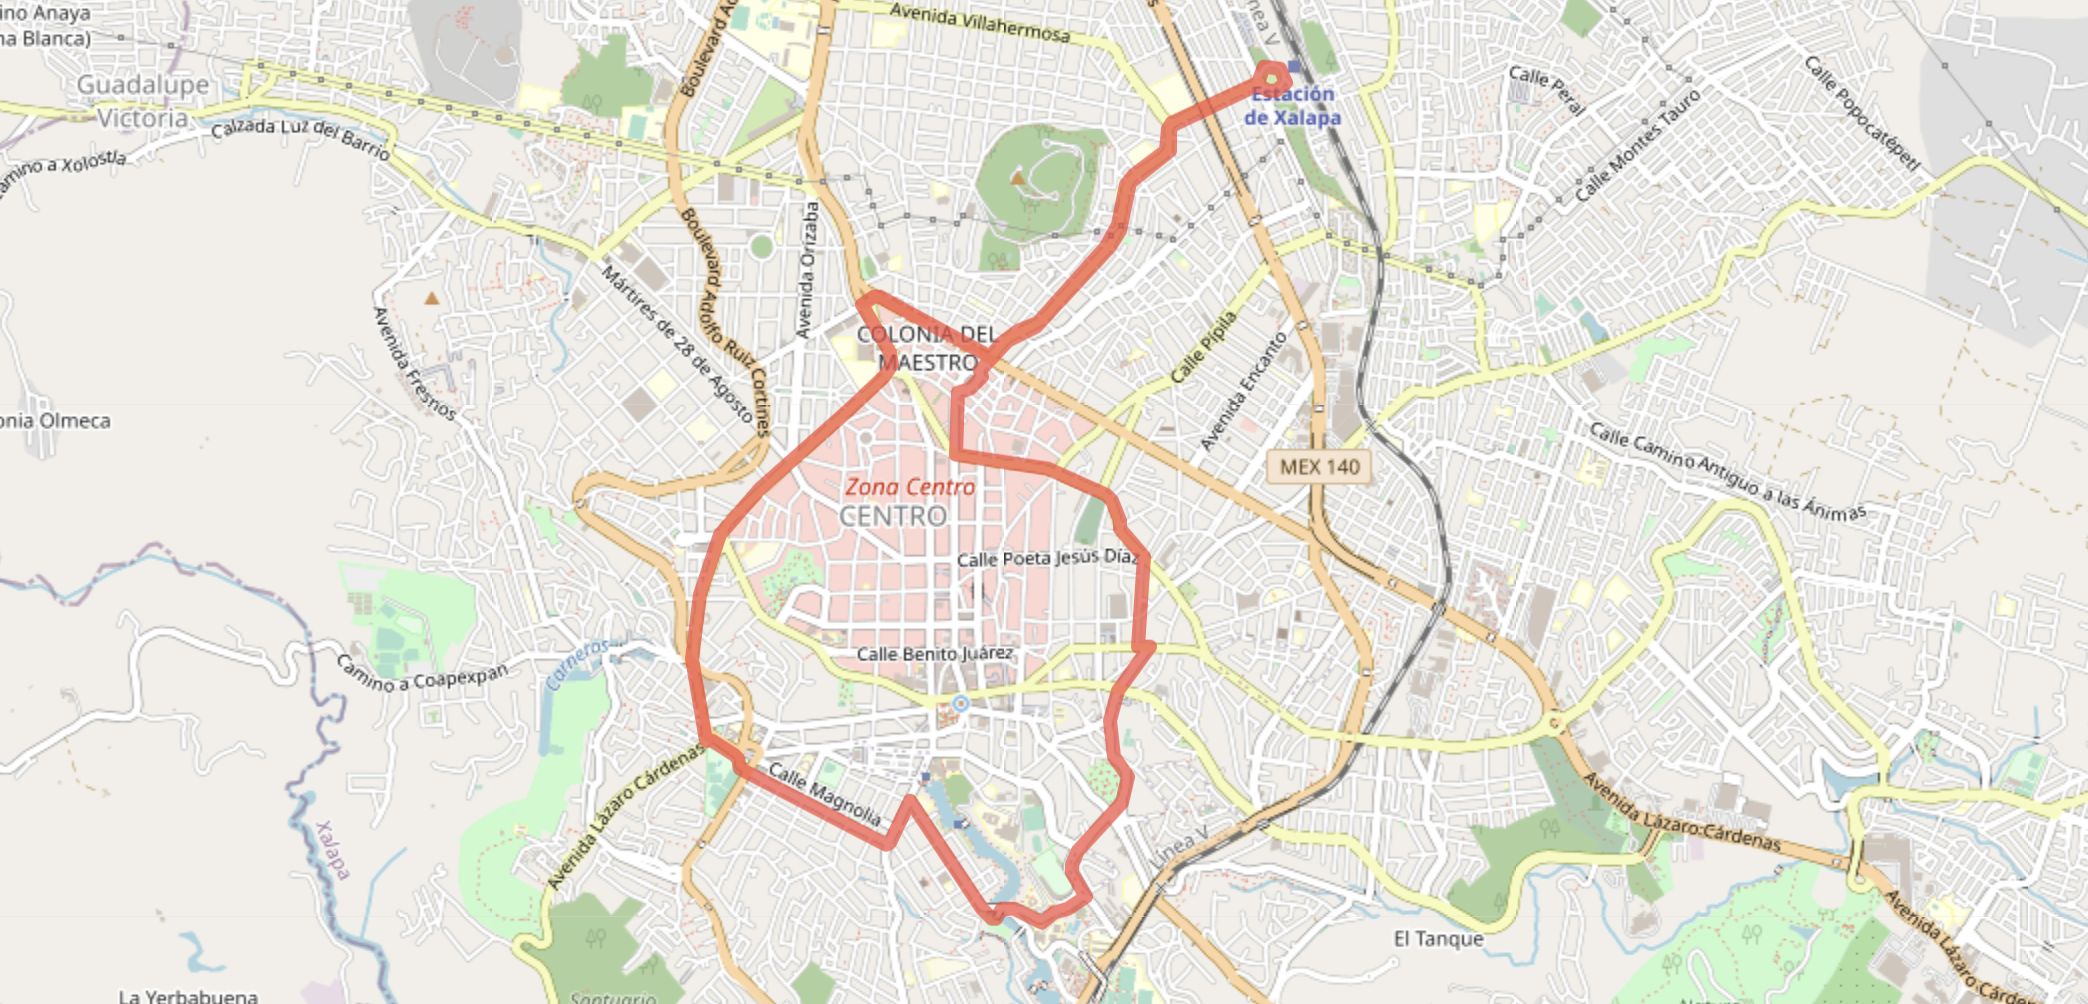 ino Anaya
na Blanca)
Boulevard Ad
Avenida Villahermosa
s
nea V
Guadalupe
Victoria
Calle Peral
Calle Popocatépetl
Estación
de Xalapa
Calle Montes Tauro
Calzada Luz del Barrio
amino a Xolostla
Boulevard Adolfo Ruiz Cortines
Avenida Orizaba
Mártires de 28 de Agosto
Avenida Fresnos
COLONIA DEL
MAESTRO
Calle Pípila
Avenida Encanto
onia Olmeca
Calle Camino Antiguo a las Ánimas
MEX 140
Zona Centro
CENTRO
Calle Poeta Jesús Díaz
Calle Benito Juárez
Carneros
Camino a Coapexpan
Avenida Lázaro Cárdenas
Calle Magnolia
Xalapa
Línea V
Avenida Lázaro Cárdenas
Avenida Lázaro Cárden
El Tanque
La Yerbabuena
Santuario
Natura